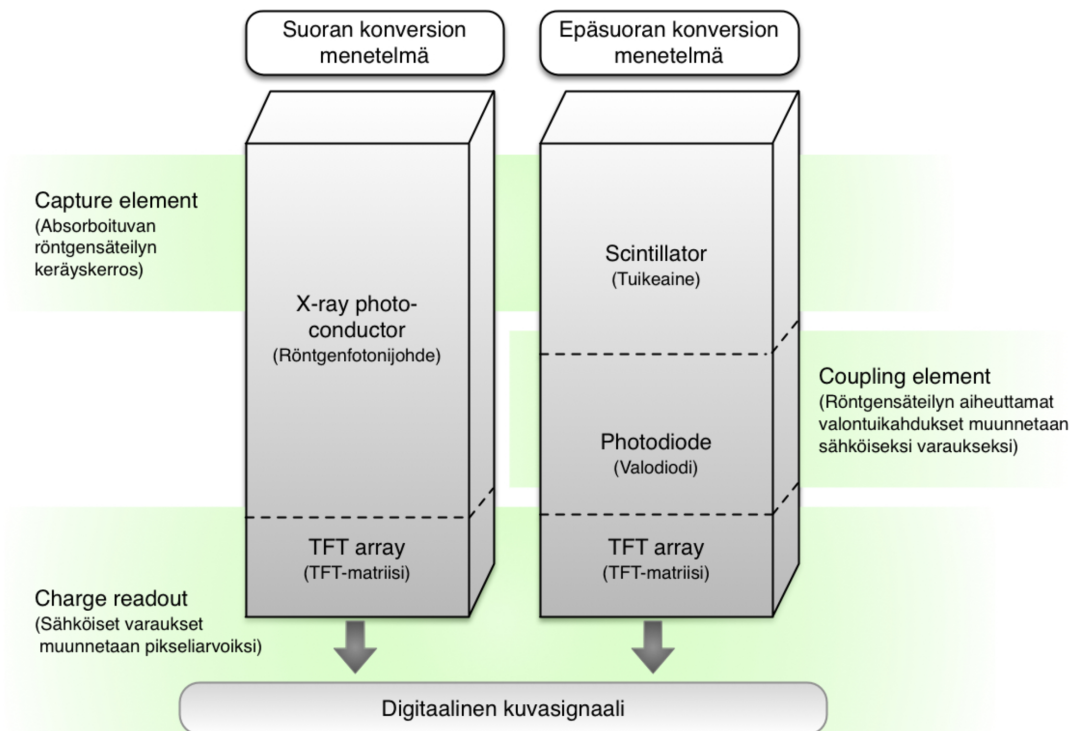 Suoran konversion
menetelmä
Epäsuoran konversion
menetelmä
Capture element
(Absorboituvan
röntgensäteilyn
keräyskerros)
X-ray photo-
conductor
(Röntgenfotonijohde)
Scintillator
(Tuikeaine)
Photodiode
(Valodiodi)
Coupling element
(Röntgensäteilyn aiheuttamat
valontuikahdukset muunnetaan
sähköiseksi varaukseksi)
TFT array
(TFT-matriisi)
TFT array
(TFT-matriisi)
Charge readout
(Sähköiset varaukset
muunnetaan pikseliarvoiksi)
Digitaalinen kuvasignaali